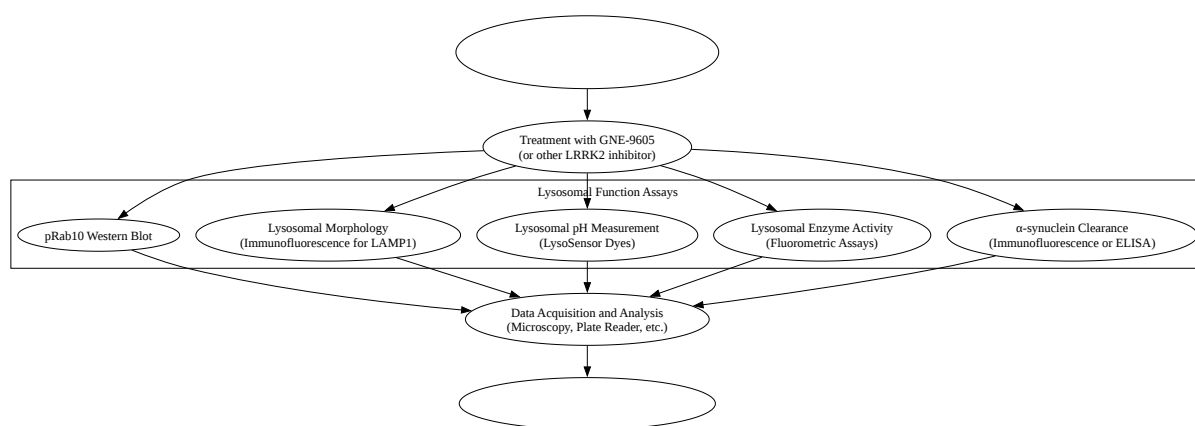 Treatment with GNE-9605
(or other LRRK2 inhibitor)
Lysosomal Function Assays
pRab10 Western Blot
Lysosomal Morphology
(Immunofluorescence for LAMP1)
Lysosomal pH Measurement
(LysoSensor Dyes)
Lysosomal Enzyme Activity
(Fluorometric Assays)
α-synuclein Clearance
(Immunofluorescence or ELISA)
Data Acquisition and Analysis
(Microscopy, Plate Reader, etc.)